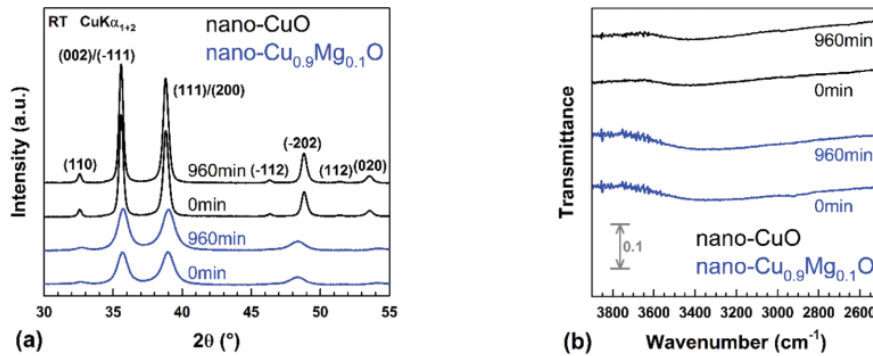 RT CuKα₁₊₂
nano-CuO
nano-Cu₀.₉Mg₀.₁O
(002)/(-111)
(111)/(200)
(110)
960min
(-112)
(-202)
(112)
(020)
0min
960min
0min
Intensity (a.u.)
30 35 40 45 50 55
2θ (°)
(a)
960min
0min
960min
0min
0.1
nano-CuO
nano-Cu₀.₉Mg₀.₁O
Transmittance
3800 3600 3400 3200 3000 2800 2600
Wavenumber (cm⁻¹)
(b)